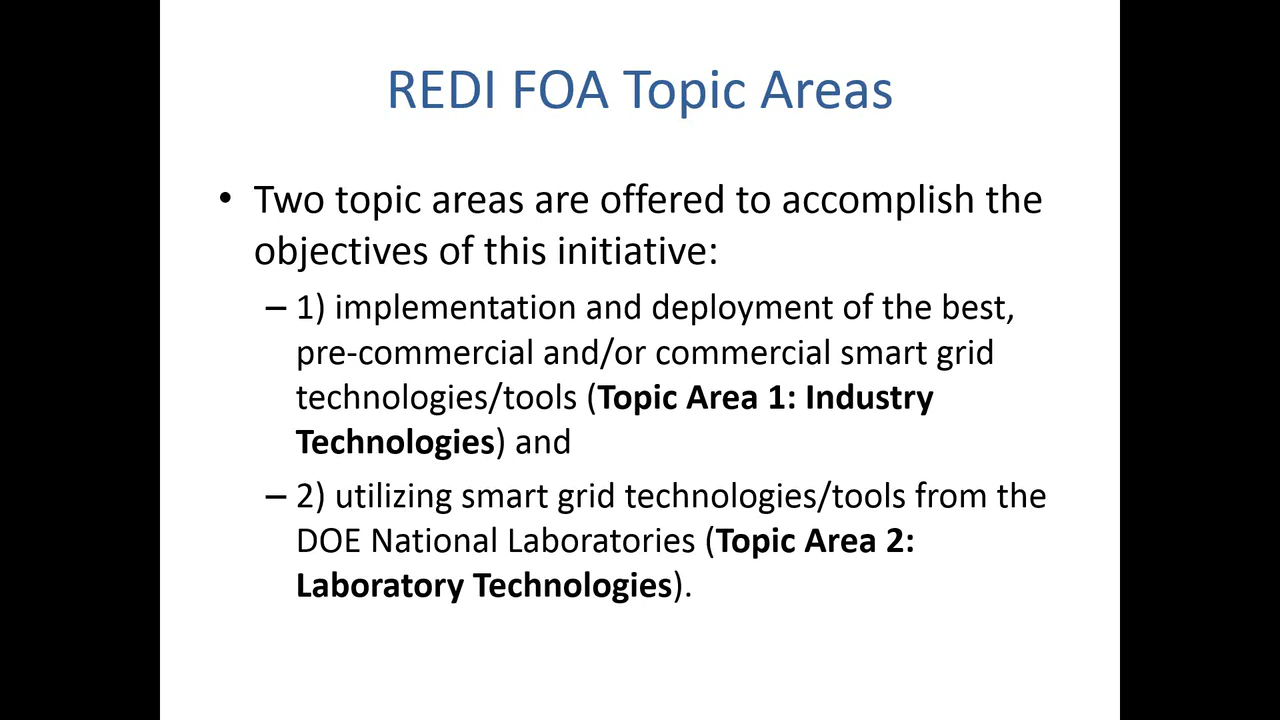 REDI FOA Topic Areas
• Two topic areas are offered to accomplish the
objectives of this initiative:
– 1) implementation and deployment of the best,
pre-commercial and/or commercial smart grid
technologies/tools (Topic Area 1: Industry
Technologies) and
– 2) utilizing smart grid technologies/tools from the
DOE National Laboratories (Topic Area 2:
Laboratory Technologies).